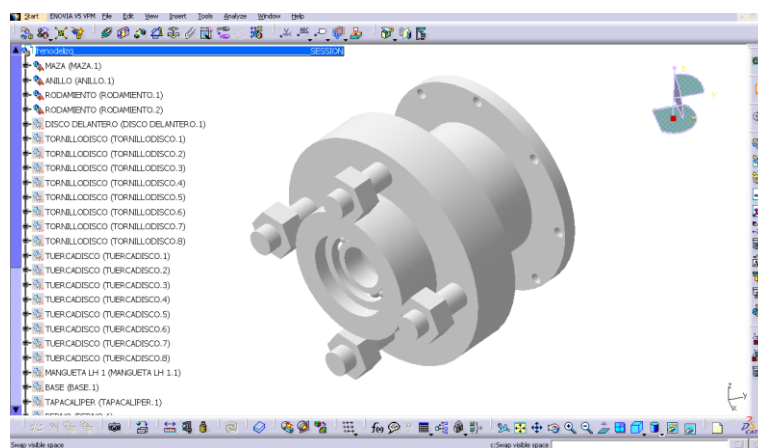 Start ENOVIA V5 VPM File Edit View Insert Tools Analyze Window Help
SESSION
MAZA (MAZA.1)
ANILLO (ANILLO.1)
RODAMIENTO (RODAMIENTO.1)
RODAMIENTO (RODAMIENTO.2)
DISCO DELANTERO (DISCO DELANTERO.1)
TORNILLODISCO (TORNILLODISCO.1)
TORNILLODISCO (TORNILLODISCO.2)
TORNILLODISCO (TORNILLODISCO.3)
TORNILLODISCO (TORNILLODISCO.4)
TORNILLODISCO (TORNILLODISCO.5)
TORNILLODISCO (TORNILLODISCO.6)
TORNILLODISCO (TORNILLODISCO.7)
TORNILLODISCO (TORNILLODISCO.8)
TUERCADISCO (TUERCADISCO.1)
TUERCADISCO (TUERCADISCO.2)
TUERCADISCO (TUERCADISCO.3)
TUERCADISCO (TUERCADISCO.4)
TUERCADISCO (TUERCADISCO.5)
TUERCADISCO (TUERCADISCO.6)
TUERCADISCO (TUERCADISCO.7)
TUERCADISCO (TUERCADISCO.8)
MANGUETA LH 1 (MANGUETA LH 1.1)
BASE (BASE.1)
TAPACALIPER (TAPACALIPER.1)
z
y
x
Swap visible space
c:Swap visible space